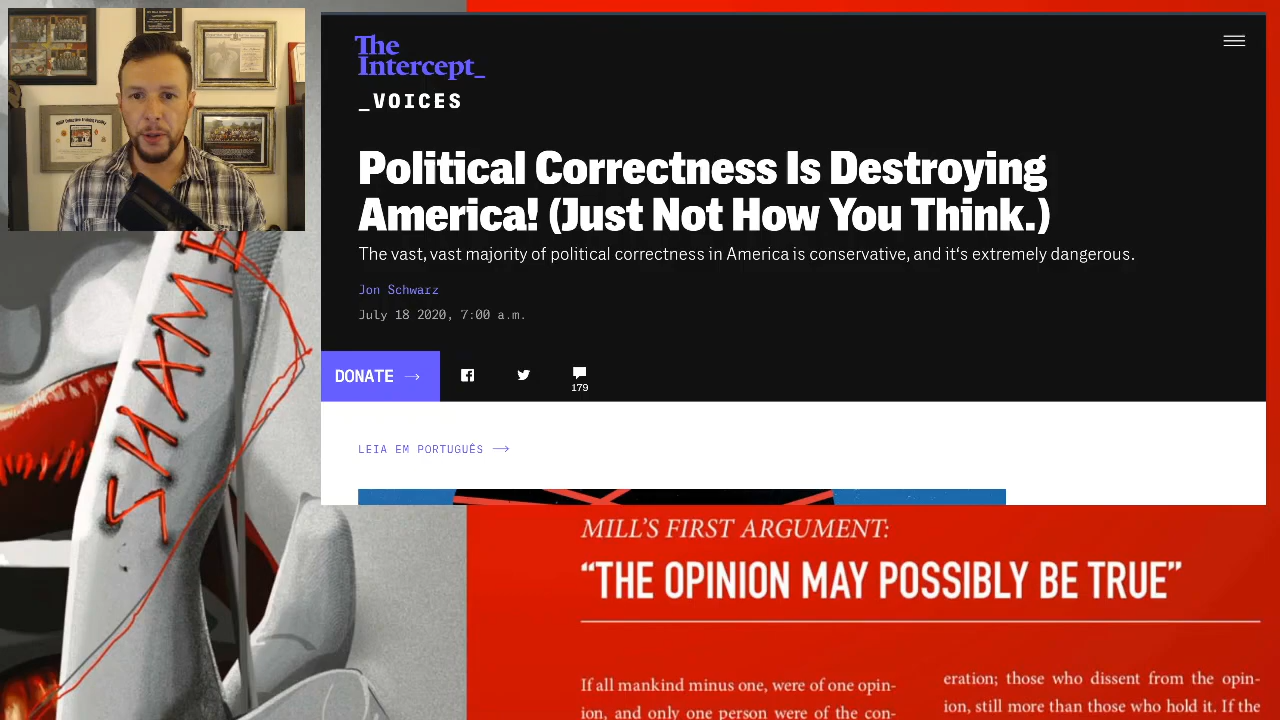 The
Intercept_
_VOICES
Political Correctness Is Destroying
America! (Just Not How You Think.)
The vast, vast majority of political correctness in America is conservative, and it's extremely dangerous.
Jon Schwarz
July 18 2020, 7:00 a.m.
DONATE →
179
LEIA EM PORTUGUÊS →
SHAME
MILL'S FIRST ARGUMENT:
“THE OPINION MAY POSSIBLY BE TRUE”
If all mankind minus one, were of one opin-
ion, and only one person were of the con-
eration; those who dissent from the opin-
ion, still more than those who hold it. If the